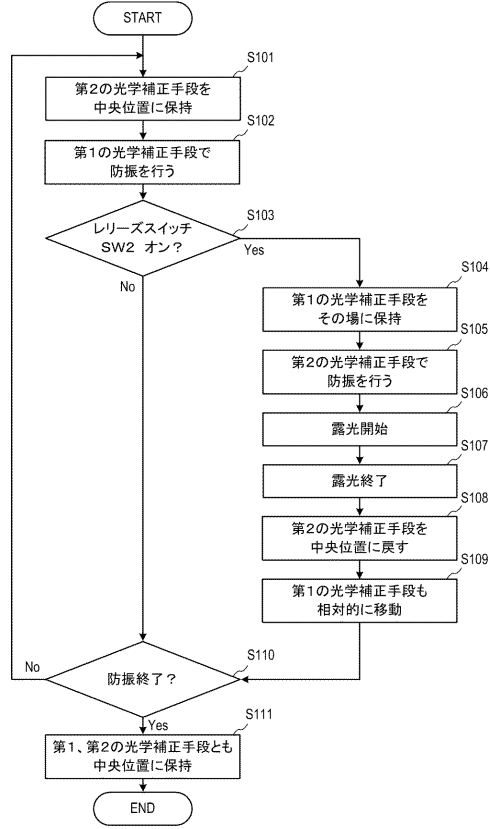 START
S101
第2の光学補正手段を
中央位置に保持
S102
第1の光学補正手段で
防振を行う
S103
レリーズスイッチ
SW2 オン？
Yes
No
S104
第1の光学補正手段を
その場に保持
S105
第2の光学補正手段で
防振を行う
S106
露光開始
S107
露光終了
S108
第2の光学補正手段を
中央位置に戻す
S109
第1の光学補正手段も
相対的に移動
S110
防振終了？
No
Yes
S111
第1、第2の光学補正手段とも
中央位置に保持
END